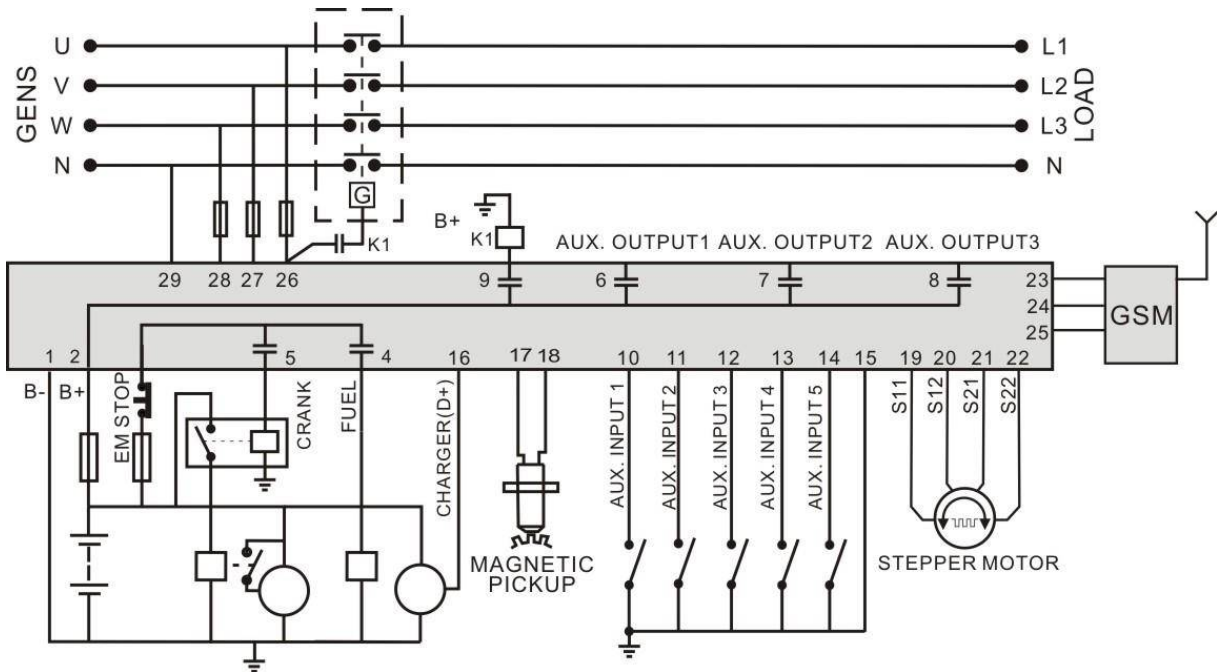 GENS
U
V
W
N
L1
L2
L3
N
LOAD
G
K1
B+
K1
AUX. OUTPUT1
AUX. OUTPUT2
AUX. OUTPUT3
29
28
27
26
9
6
7
8
23
24
25
GSM
1
2
5
4
16
17
18
10
11
12
13
14
15
19
20
21
22
B-
B+
EM STOP
CRANK
FUEL
CHARGER(D+)
MAGNETIC
PICKUP
AUX. INPUT 1
AUX. INPUT 2
AUX. INPUT 3
AUX. INPUT 4
AUX. INPUT 5
S11
S12
S21
S22
STEPPER MOTOR